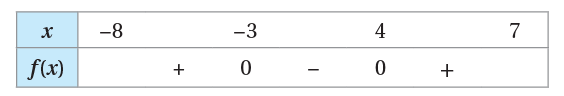 x –8 –3 4 7
f(x) + 0 – 0 +